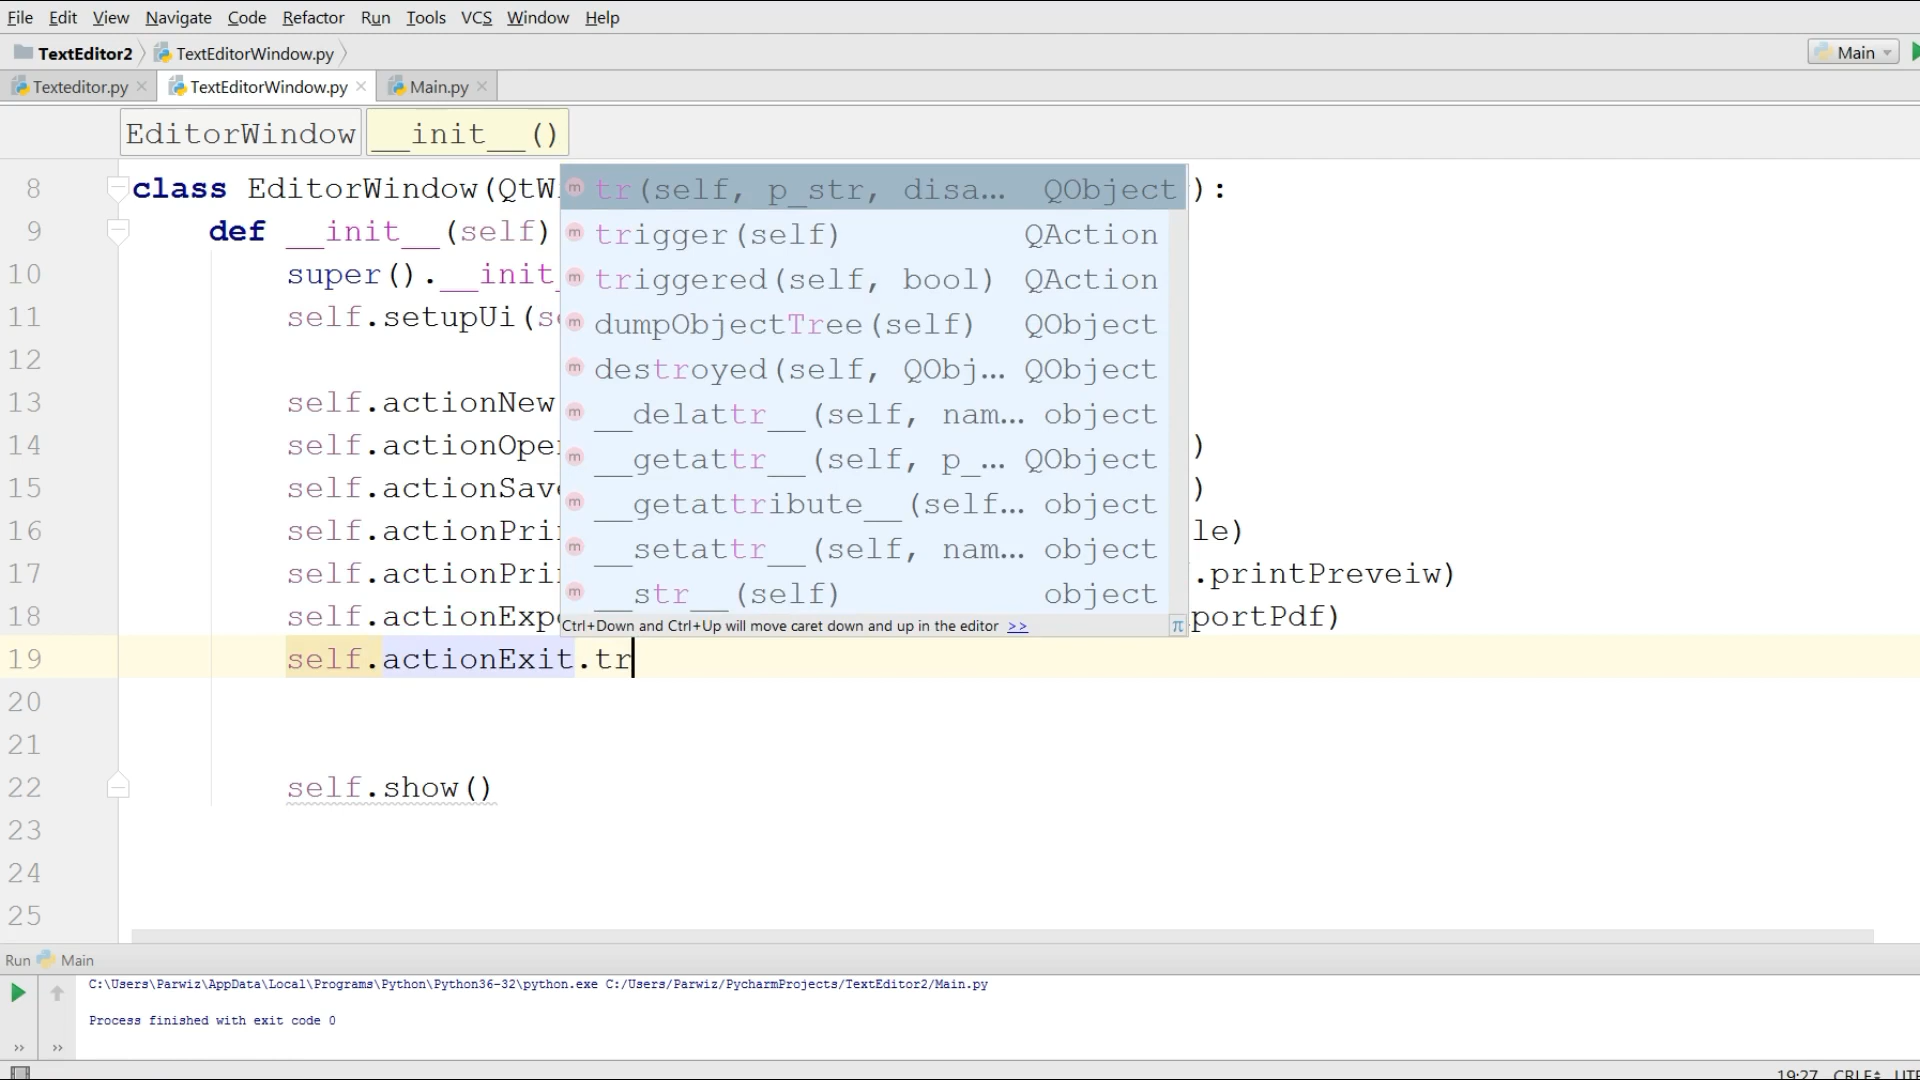 File Edit View Navigate Code Refactor Run Tools VCS Window Help
TextEditor2 TextEditorWindow.py Main
Texteditor.py TextEditorWindow.py Main.py
EditorWindow __init__()
8 class EditorWindow(QtWi ):
9 def __init__(self)
10 super().__init_
11 self.setupUi(se
12
13 self.actionNew
14 self.actionOpe )
15 self.actionSave )
16 self.actionPri le)
17 self.actionPri .printPreveiw)
18 self.actionExpo portPdf)
19 self.actionExit.tr
20
21
22 self.show()
23
24
25
m tr(self, p_str, disa... QObject
m trigger(self) QAction
m triggered(self, bool) QAction
m dumpObjectTree(self) QObject
m destroyed(self, QObj... QObject
m __delattr__(self, nam... object
m __getattr__(self, p_... QObject
m __getattribute__(self... object
m __setattr__(self, nam... object
m __str__(self) object
Ctrl+Down and Ctrl+Up will move caret down and up in the editor >> π
Run Main
C:\Users\Parwiz\AppData\Local\Programs\Python\Python36-32\python.exe C:/Users/Parwiz/PycharmProjects/TextEditor2/Main.py
Process finished with exit code 0
19:27 CRLF UTF